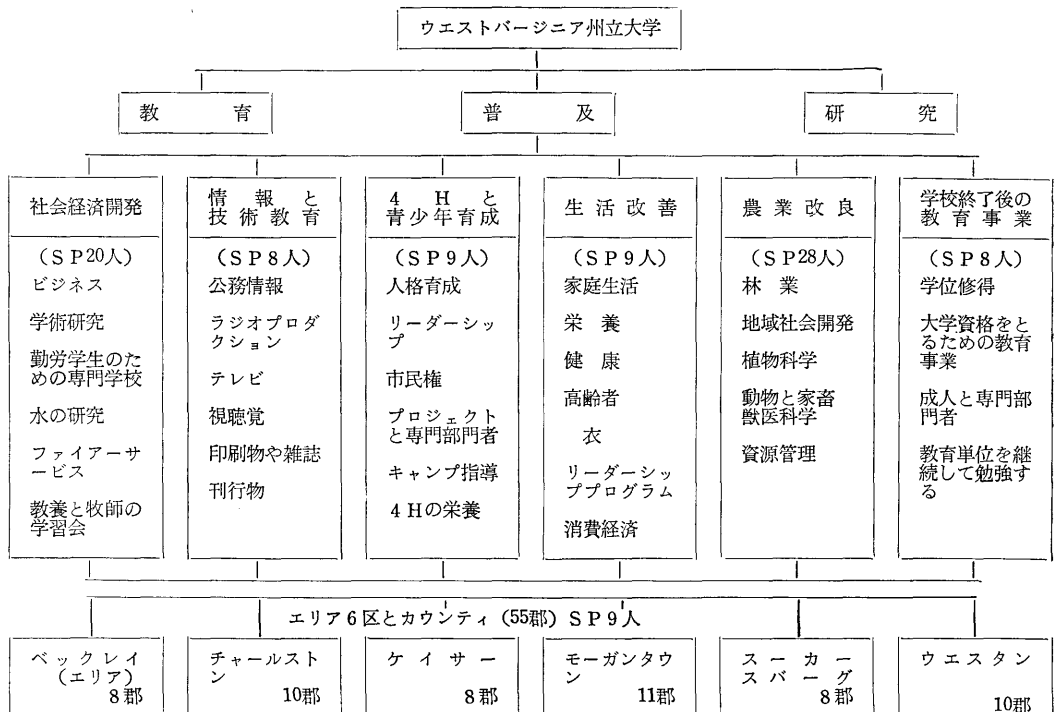 ウエストバージニア州立大学
教育
普及
研究
社会経済開発
(SP20人)
ビジネス
学術研究
勤労学生のた
めの専門学校
水の研究
ファイアーサ
ービス
教養と牧師の
学習会
情報と
技術教育
(SP8人)
公務情報
ラジオプロダ
クション
テレビ
視聴覚
印刷物や雑誌
刊行物
4Hと
青少年育成
(SP9人)
人格育成
リーダーシッ
プ
市民権
プロジェクト
と専門部門者
キャンプ指導
4Hの栄養
生活改善
(SP9人)
家庭生活
栄養
健康
高齢者
衣
リーダーシッ
ププログラム
消費経済
農業改良
(SP28人)
林業
地域社会開発
植物科学
動物と家畜
獣医科学
資源管理
学校終了後の
教育事業
(SP8人)
学位修得
大学資格をと
るための教育
事業
成人と専門部
門者
教育単位を継
続して勉強す
る
エリア6区とカウンティ(55郡)SP9人
ベックレイ
(エリア)
8郡
チャールスト
ン
10郡
ケイサー
8郡
モーガンタウ
ン
11郡
スーカー
スバーグ
8郡
ウエスタン
10郡